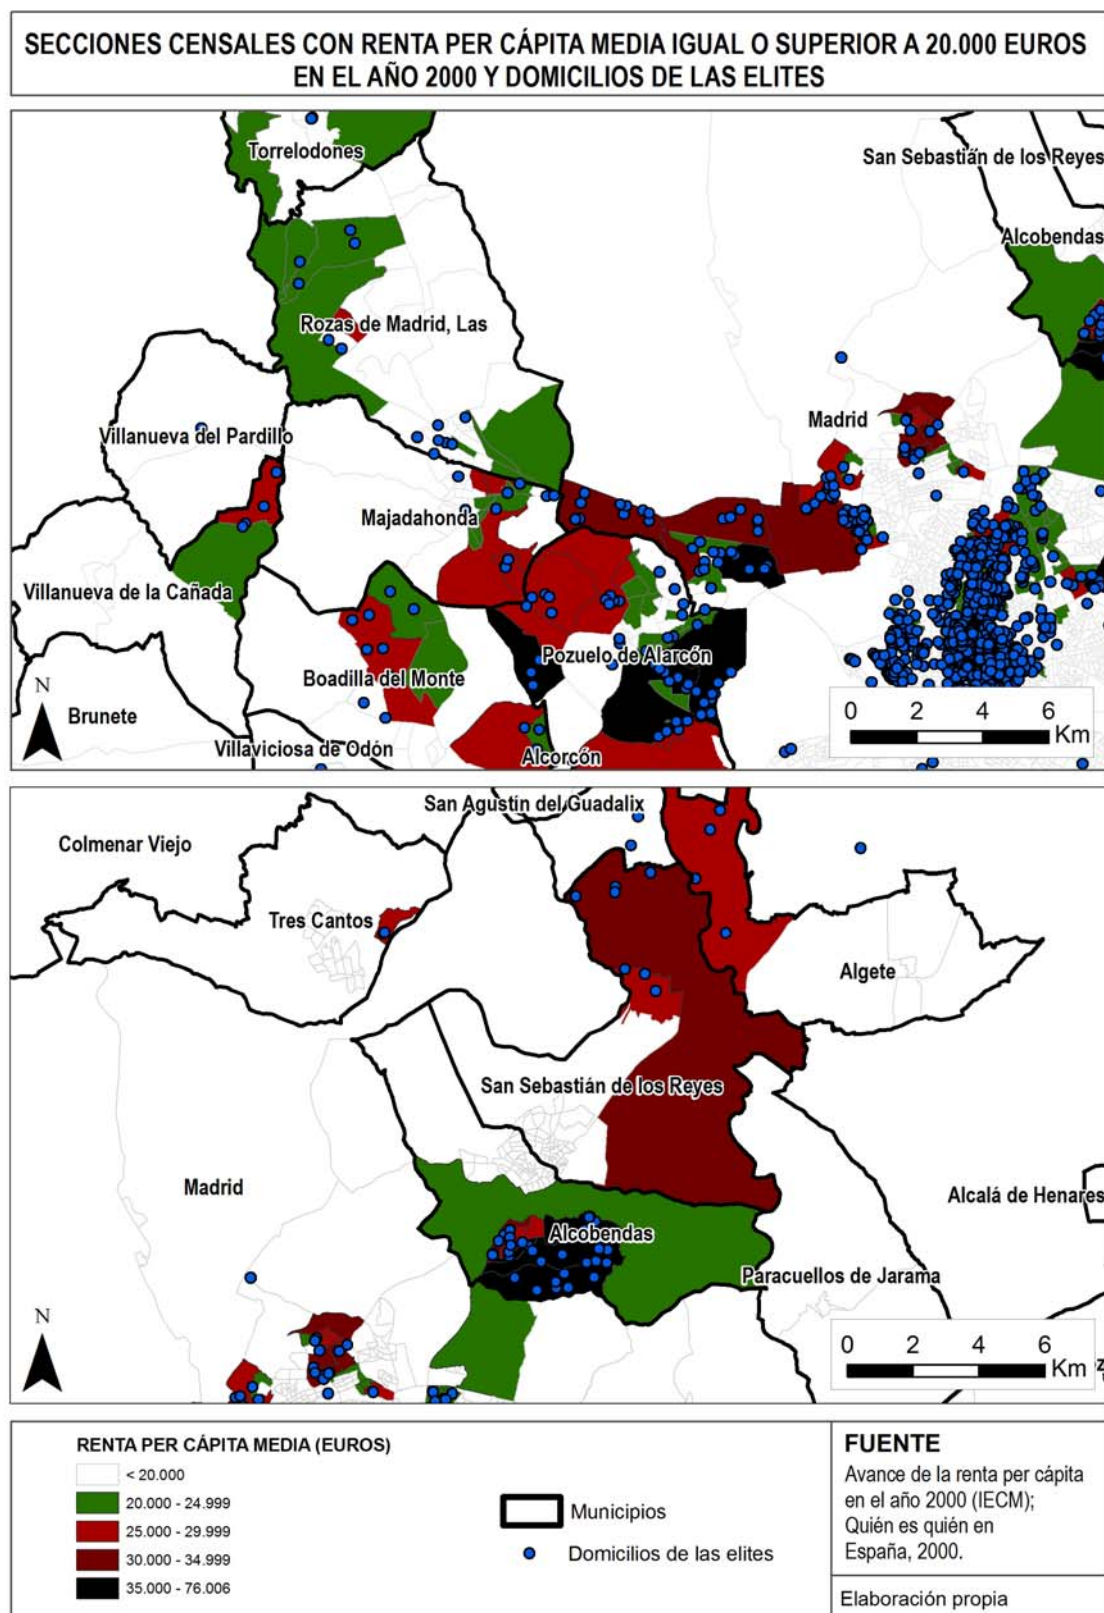 SECCIONES CENSALES CON RENTA PER CÁPITA MEDIA IGUAL O SUPERIOR A 20.000 EUROS
EN EL AÑO 2000 Y DOMICILIOS DE LAS ELITES
Torrelodones
San Sebastián de los Reyes
Alcobendas
Rozas de Madrid, Las
Madrid
Villanueva del Pardillo
Majadahonda
Villanueva de la Cañada
Pozuelo de Alarcón
Boadilla del Monte
N
Brunete
Villaviciosa de Odón
Alcorcón
0 2 4 6
Km
San Agustín del Guadalix
Colmenar Viejo
Tres Cantos
Algete
San Sebastián de los Reyes
Madrid
Alcalá de Henares
Alcobendas
Paracuellos de Jarama
N
0 2 4 6
Km
RENTA PER CÁPITA MEDIA (EUROS)
< 20.000
20.000 - 24.999
25.000 - 29.999
30.000 - 34.999
35.000 - 76.006
Municipios
Domicilios de las elites
FUENTE
Avance de la renta per cápita
en el año 2000 (IECM);
Quién es quién en
España, 2000.
Elaboración propia